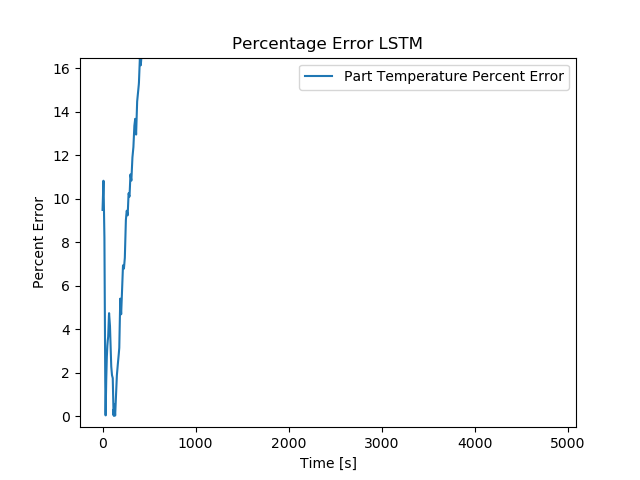 Percentage Error LSTM
Part Temperature Percent Error
16
14
12
10
8
6
4
2
0
Percent Error
0 1000 2000 3000 4000 5000
Time [s]